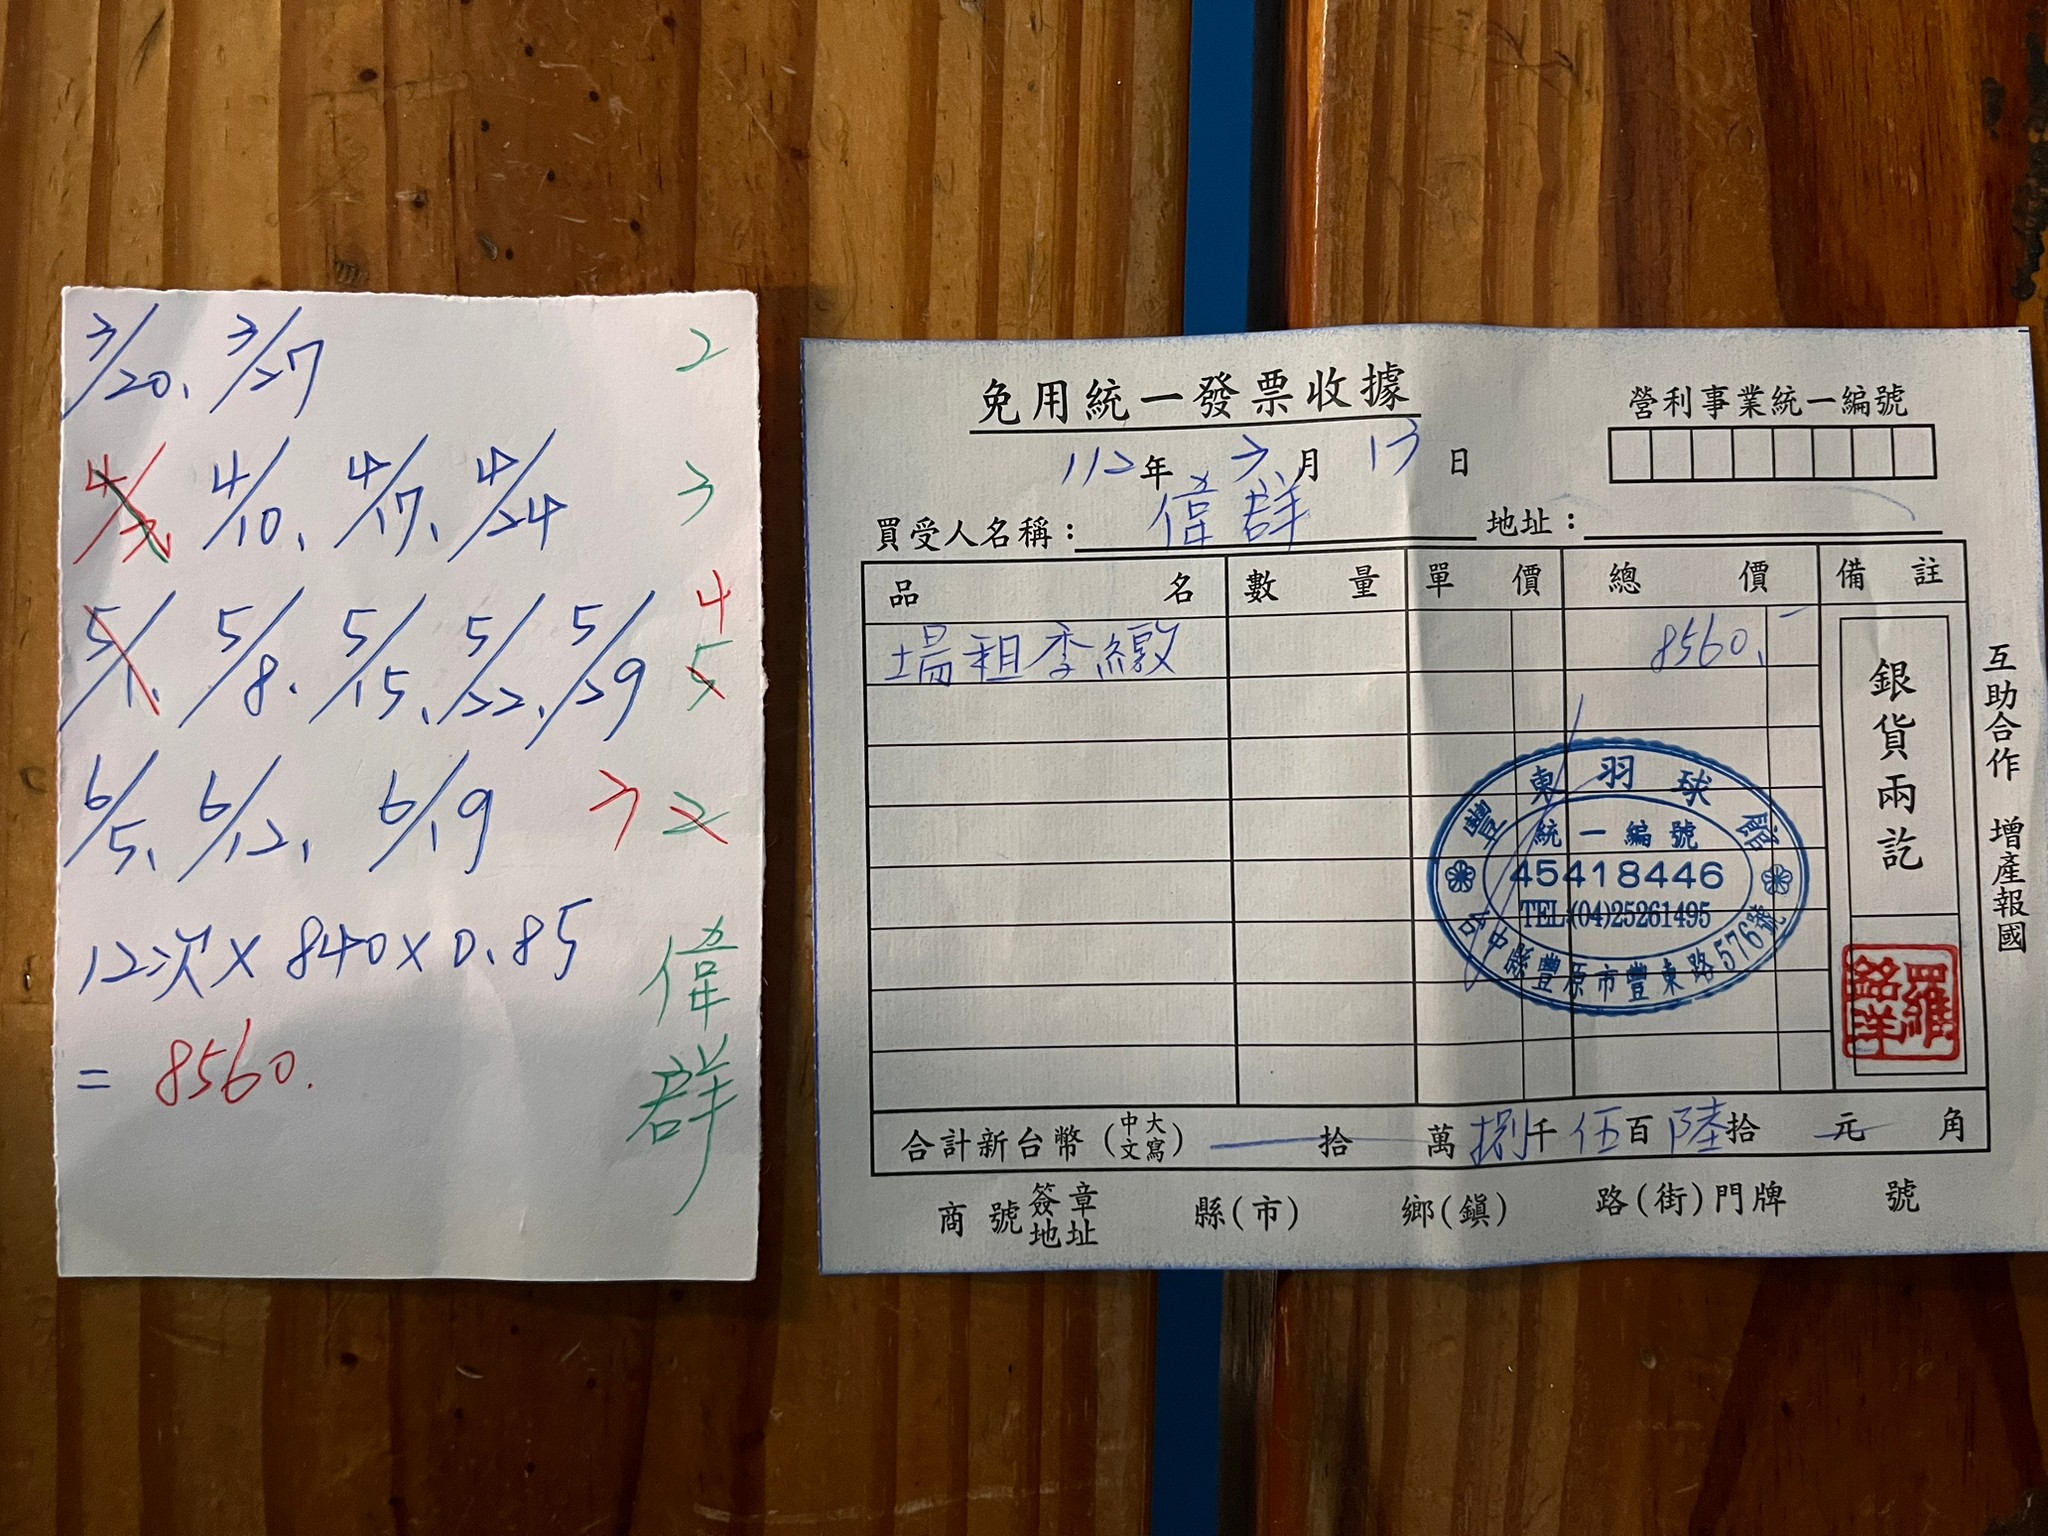 3/20、3/27 2
4/3、4/10、4/17、4/24 3
5/1、5/8、5/15、5/22、5/29 4 5
6/5、6/12、6/19 3 2
12次×840×0.85
= 8560.
偉群
免用統一發票收據
營利事業統一編號
112年 3月 13日
買受人名稱：偉群 地址：
品名 數量 單價 總價 備註
場租季繳 8560.-
銀貨兩訖
互助合作 增產報國
豐東羽球館
統一編號
45418446
TEL:(04)25261495
台中縣豐原市豐東路576號
羅銘洋
合計新台幣(中文大寫) 拾 萬 捌千 伍百 陸拾 元 角
商號簽章地址 縣(市) 鄉(鎮) 路(街)門牌 號